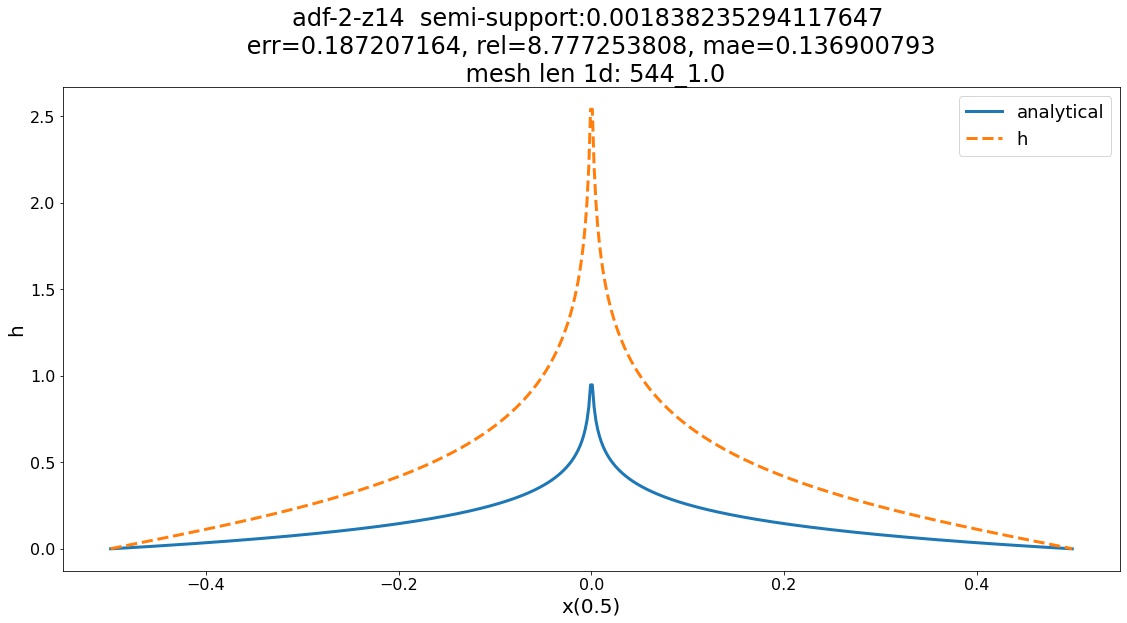 adf-2-z14  semi-support:0.001838235294117647
err=0.187207164, rel=8.777253808, mae=0.136900793
mesh len 1d: 544_1.0
analytical
h
2.5
2.0
1.5
1.0
0.5
0.0
h
−0.4
−0.2
0.0
0.2
0.4
x(0.5)